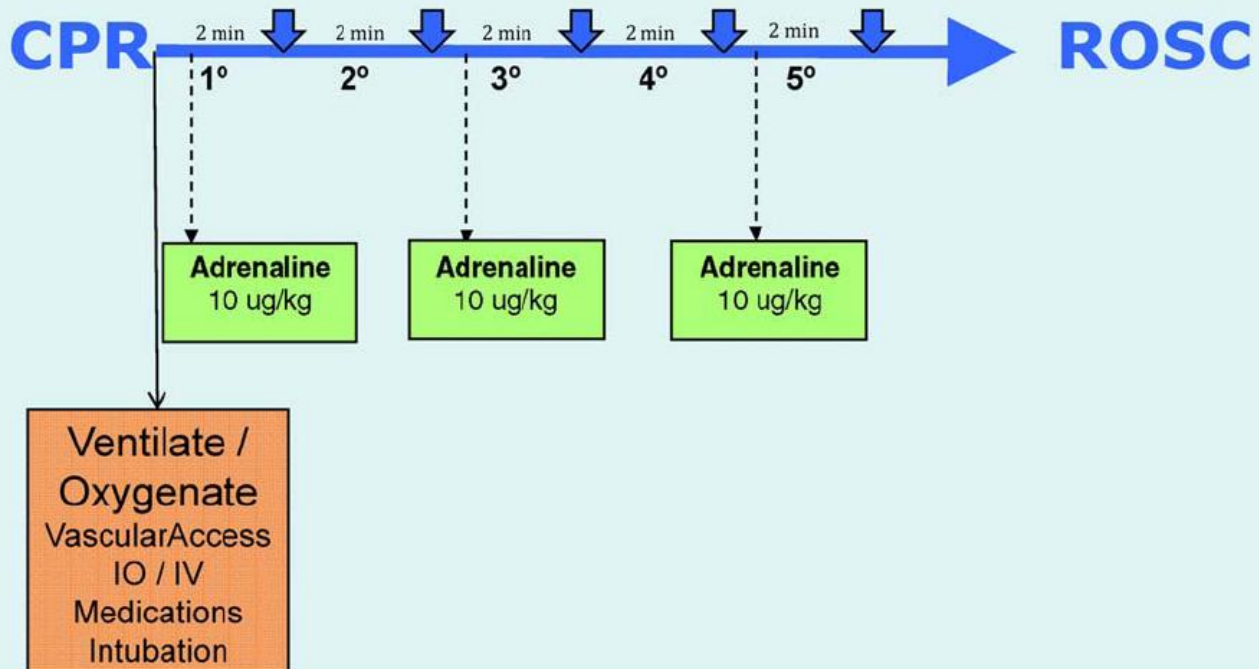 CPR
2 min
2 min
2 min
2 min
2 min
ROSC
1º
2º
3º
4º
5º
Adrenaline
10 ug/kg
Adrenaline
10 ug/kg
Adrenaline
10 ug/kg
Ventilate /
Oxygenate
VascularAccess
IO / IV
Medications
Intubation